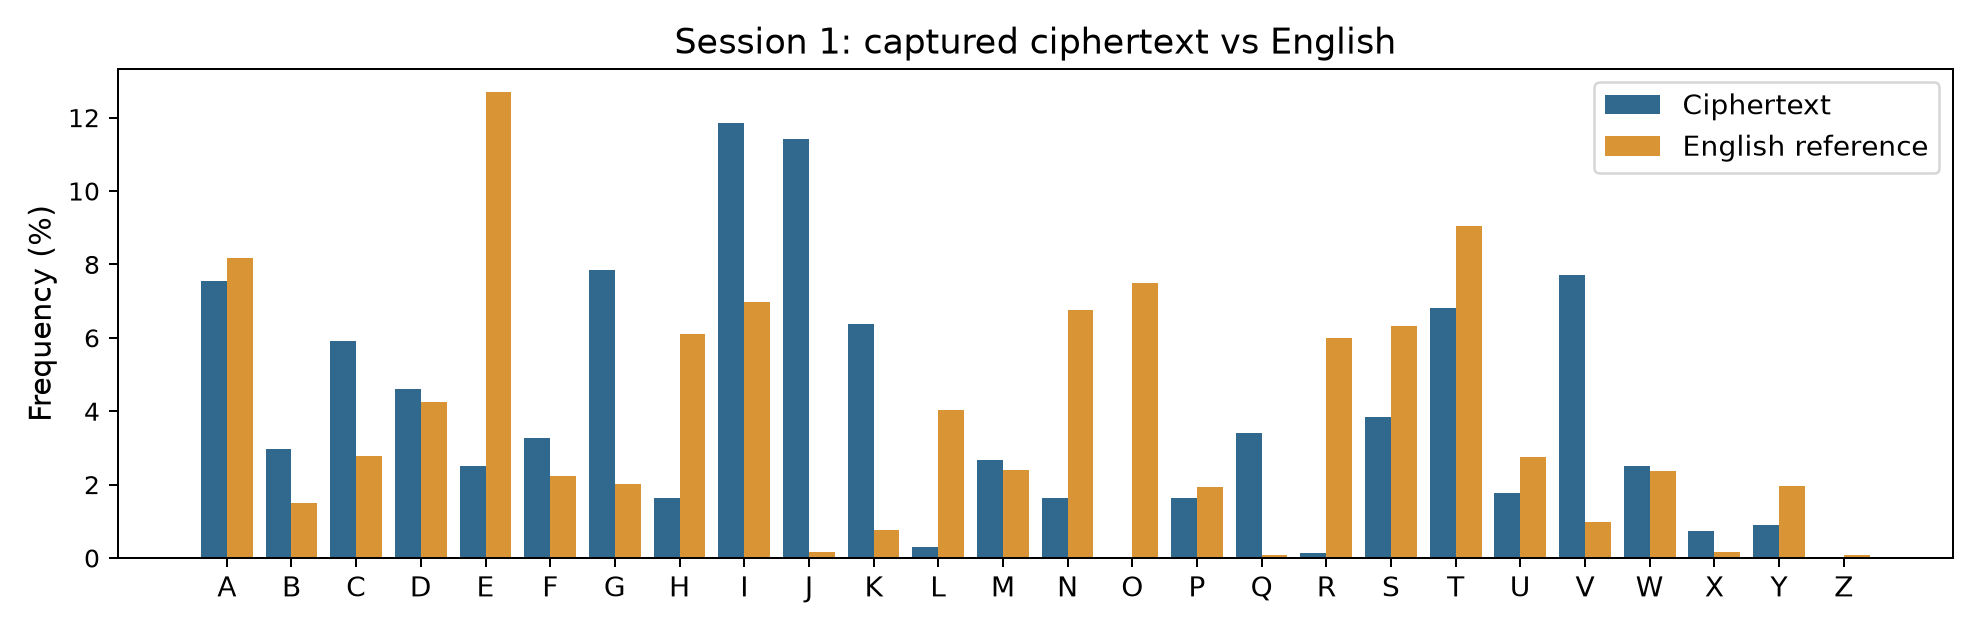 Session 1: captured ciphertext vs English
Ciphertext
English reference
Frequency (%)
12
10
8
6
4
2
0
A B C D E F G H I J K L M N O P Q R S T U V W X Y Z